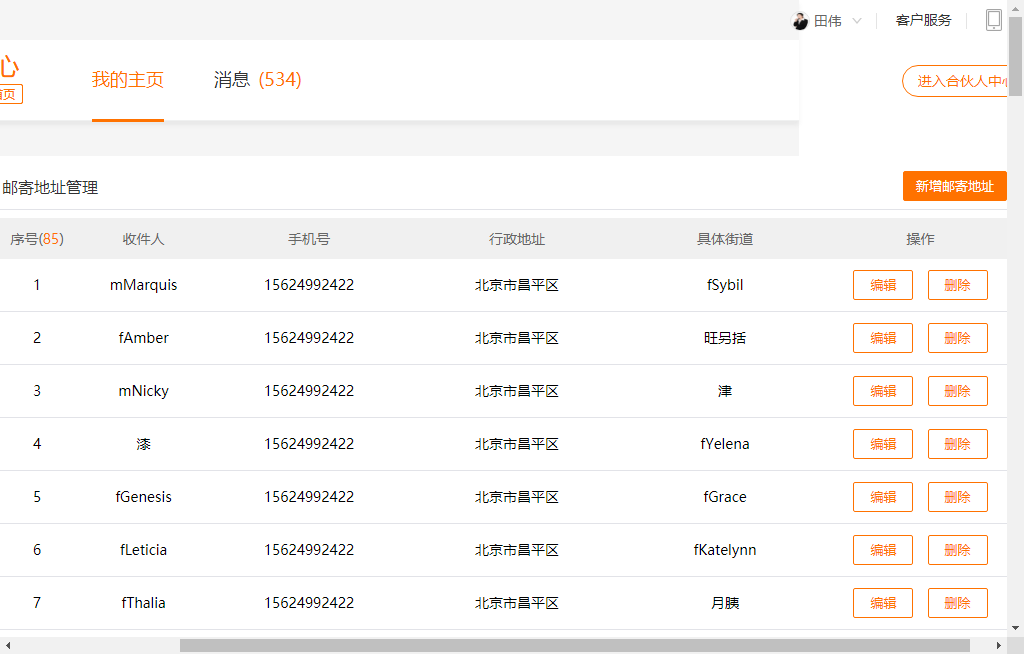 田伟 客户服务
心
首页
我的主页 消息 (534)
进入合伙人中心
邮寄地址管理 新增邮寄地址
序号(85) 收件人 手机号 行政地址 具体街道 操作
1 mMarquis 15624992422 北京市昌平区 fSybil 编辑 删除
2 fAmber 15624992422 北京市昌平区 旺另括 编辑 删除
3 mNicky 15624992422 北京市昌平区 津 编辑 删除
4 漆 15624992422 北京市昌平区 fYelena 编辑 删除
5 fGenesis 15624992422 北京市昌平区 fGrace 编辑 删除
6 fLeticia 15624992422 北京市昌平区 fKatelynn 编辑 删除
7 fThalia 15624992422 北京市昌平区 月胰 编辑 删除